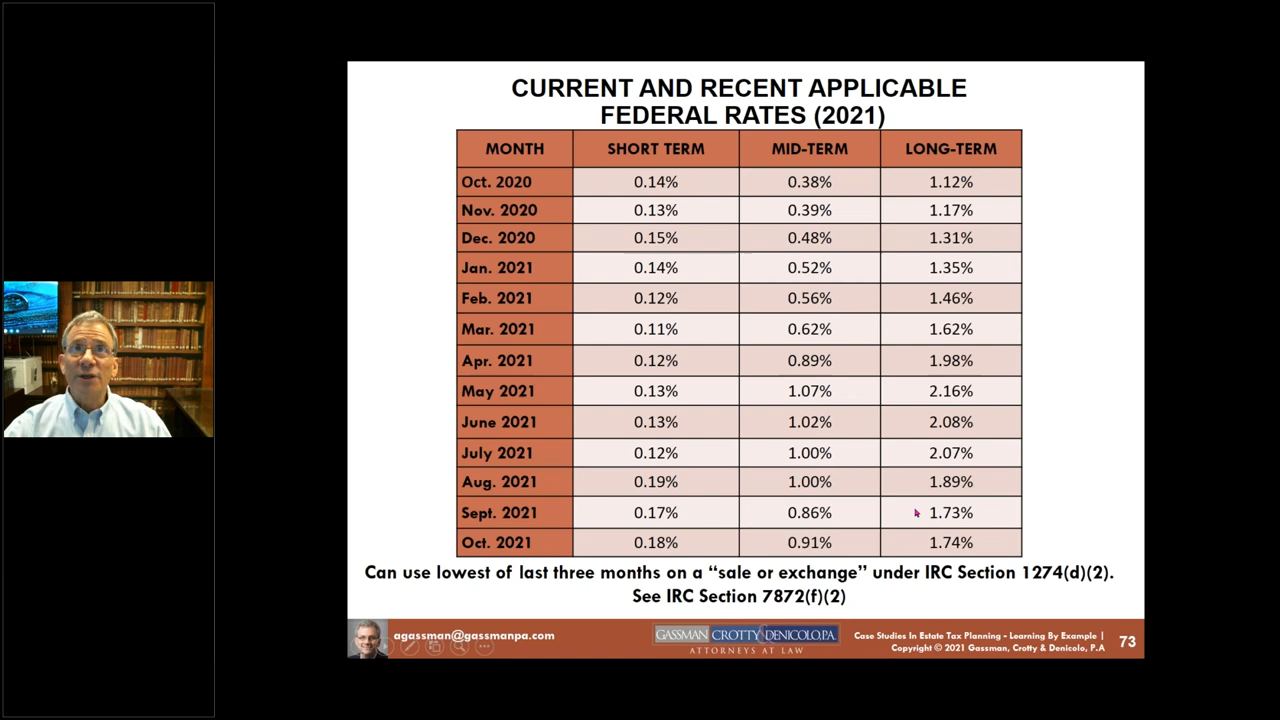 CURRENT AND RECENT APPLICABLE
FEDERAL RATES (2021)
MONTH SHORT TERM MID-TERM LONG-TERM
Oct. 2020 0.14% 0.38% 1.12%
Nov. 2020 0.13% 0.39% 1.17%
Dec. 2020 0.15% 0.48% 1.31%
Jan. 2021 0.14% 0.52% 1.35%
Feb. 2021 0.12% 0.56% 1.46%
Mar. 2021 0.11% 0.62% 1.62%
Apr. 2021 0.12% 0.89% 1.98%
May 2021 0.13% 1.07% 2.16%
June 2021 0.13% 1.02% 2.08%
July 2021 0.12% 1.00% 2.07%
Aug. 2021 0.19% 1.00% 1.89%
Sept. 2021 0.17% 0.86% 1.73%
Oct. 2021 0.18% 0.91% 1.74%
Can use lowest of last three months on a “sale or exchange” under IRC Section 1274(d)(2).
See IRC Section 7872(f)(2)
agassman@gassmanpa.com
GASSMAN CROTTY DENICOLO, P.A.
ATTORNEYS AT LAW
Case Studies In Estate Tax Planning - Learning By Example |
Copyright © 2021 Gassman, Crotty & Denicolo, P.A
73